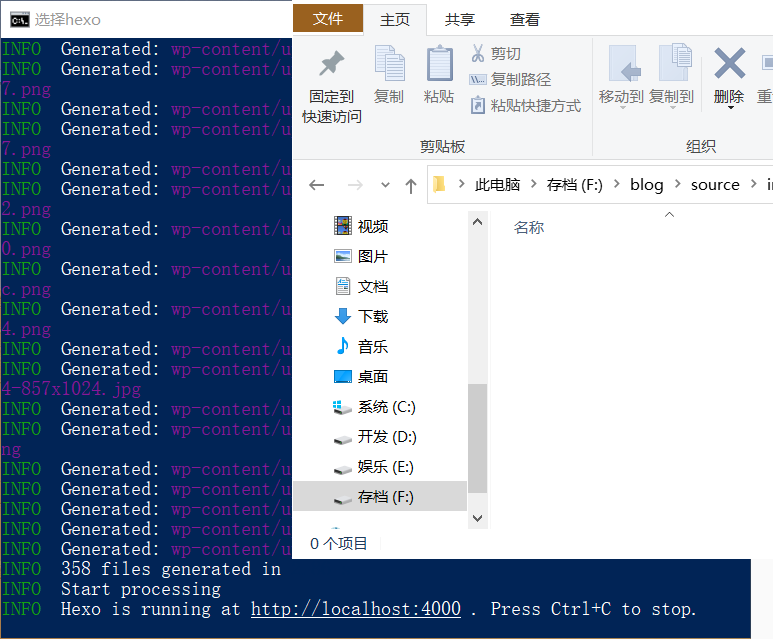 选择hexo
INFO Generated: wp-content/u
INFO Generated: wp-content/u
7.png
INFO Generated: wp-content/u
INFO Generated: wp-content/u
7.png
INFO Generated: wp-content/u
INFO Generated: wp-content/u
2.png
INFO Generated: wp-content/u
0.png
INFO Generated: wp-content/u
c.png
INFO Generated: wp-content/u
4.png
INFO Generated: wp-content/u
INFO Generated: wp-content/u
4-857x1024.jpg
INFO Generated: wp-content/u
INFO Generated: wp-content/u
ng
INFO Generated: wp-content/u
INFO Generated: wp-content/u
INFO Generated: wp-content/u
INFO Generated: wp-content/u
INFO Generated: wp-content/u
INFO 358 files generated in
INFO Start processing
INFO Hexo is running at http://localhost:4000 . Press Ctrl+C to stop.
文件 主页 共享 查看
固定到
快速访问
复制
粘贴
剪切
复制路径
粘贴快捷方式
剪贴板
移动到 复制到 删除 重
组织
此电脑 存档 (F:) blog source i
名称
视频
图片
文档
下载
音乐
桌面
系统 (C:)
开发 (D:)
娱乐 (E:)
存档 (F:)
0 个项目